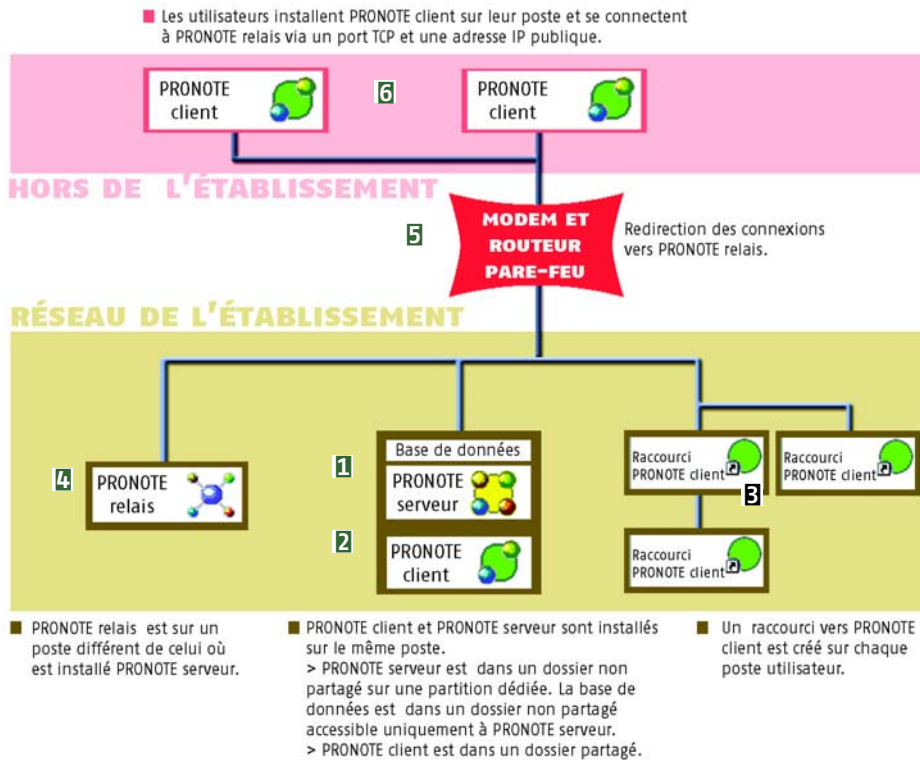 ■ Les utilisateurs installent PRONOTE client sur leur poste et se connectent
à PRONOTE relais via un port TCP et une adresse IP publique.
PRONOTE
client
6
PRONOTE
client
HORS DE L'ÉTABLISSEMENT
5
MODEM ET
ROUTEUR
PARE-FEU
Redirection des connexions
vers PRONOTE relais.
RÉSEAU DE L'ÉTABLISSEMENT
4
PRONOTE
relais
1
Base de données
PRONOTE
serveur
2
PRONOTE
client
Raccourci
PRONOTE client
3
Raccourci
PRONOTE client
Raccourci
PRONOTE client
■ PRONOTE relais est sur un
poste différent de celui où
est installé PRONOTE serveur.
■ PRONOTE client et PRONOTE serveur sont installés
sur le même poste.
> PRONOTE serveur est dans un dossier non
partagé sur une partition dédiée. La base de
données est dans un dossier non partagé
accessible uniquement à PRONOTE serveur.
> PRONOTE client est dans un dossier partagé.
■ Un raccourci vers PRONOTE
client est créé sur chaque
poste utilisateur.